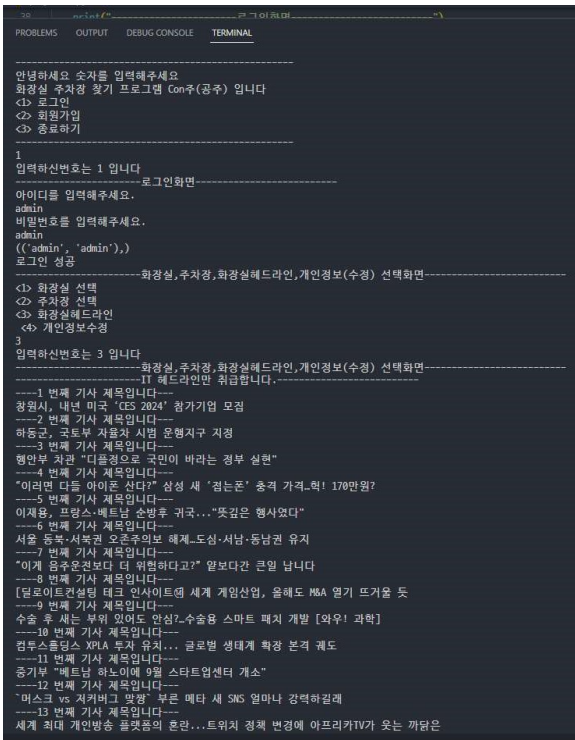 39 print("-----------------------로그인화면--------------------------")
PROBLEMS OUTPUT DEBUG CONSOLE TERMINAL
---------------------------------------------------
안녕하세요 숫자를 입력해주세요
화장실 주차장 찾기 프로그램 Con주(공주) 입니다
<1> 로그인
<2> 회원가입
<3> 종료하기
---------------------------------------------------
1
입력하신번호는 1 입니다
-----------------------로그인화면--------------------------
아이디를 입력해주세요.
admin
비밀번호를 입력해주세요.
admin
(('admin', 'admin'),)
로그인 성공
-----------------------화장실,주차장,화장실헤드라인,개인정보(수정) 선택화면--------------------------
<1> 화장실 선택
<2> 주차장 선택
<3> 화장실헤드라인
<4> 개인정보수정
3
입력하신번호는 3 입니다
-----------------------화장실,주차장,화장실헤드라인,개인정보(수정) 선택화면--------------------------
-----------------------IT 헤드라인만 취급합니다.--------------------------
----1 번째 기사 제목입니다---
창원시, 내년 미국 ‘CES 2024’ 참가기업 모집
----2 번째 기사 제목입니다---
하동군, 국토부 자율차 시범 운행지구 지정
----3 번째 기사 제목입니다---
행안부 차관 "디플정으로 국민이 바라는 정부 실현"
----4 번째 기사 제목입니다---
“이러면 다들 아이폰 산다?” 삼성 새 ‘접는폰’ 충격 가격…헉! 170만원?
----5 번째 기사 제목입니다---
이재용, 프랑스·베트남 순방후 귀국..."뜻깊은 행사였다"
----6 번째 기사 제목입니다---
서울 동북·서북권 오존주의보 해제…도심·서남·동남권 유지
----7 번째 기사 제목입니다---
“이게 음주운전보다 더 위험하다고?” 얕보다간 큰일 납니다
----8 번째 기사 제목입니다---
[딜로이트컨설팅 테크 인사이트] 세계 게임산업, 올해도 M&A 열기 뜨거울 듯
----9 번째 기사 제목입니다---
수술 후 새는 부위 있어도 안심?…수술용 스마트 패치 개발 [와우! 과학]
----10 번째 기사 제목입니다---
컴투스홀딩스 XPLA 투자 유치... 글로벌 생태계 확장 본격 궤도
----11 번째 기사 제목입니다---
중기부 "베트남 하노이에 9월 스타트업센터 개소"
----12 번째 기사 제목입니다---
`머스크 vs 저커버그 맞짱` 부른 메타 새 SNS 얼마나 강력하길래
----13 번째 기사 제목입니다---
세계 최대 개인방송 플랫폼의 혼란...트위치 정책 변경에 아프리카TV가 웃는 까닭은